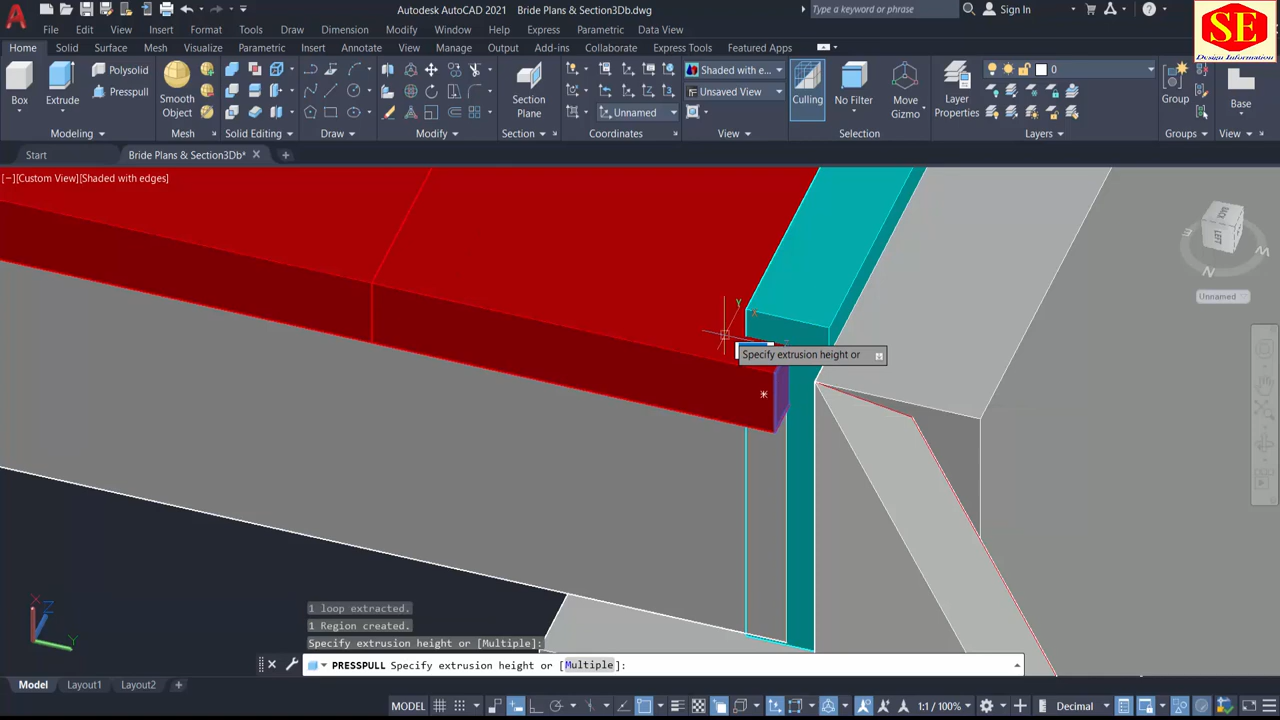 Autodesk AutoCAD 2021 Bride Plans & Section3Db.dwg
Type a keyword or phrase
Sign In
SE
Design Information
File Edit View Insert Format Tools Draw Dimension Modify Window Help Express Parametric Data View
Home Solid Surface Mesh Visualize Parametric Insert Annotate View Manage Output Add-ins Collaborate Express Tools Featured Apps
Polysolid
Presspull
Box
Extrude
Smooth
Object
Section
Plane
Unnamed
Shaded with e...
Unsaved View
Culling
No Filter
Move
Gizmo
Layer
Properties
0
Group
Base
Modeling
Mesh
Solid Editing
Draw
Modify
Section
Coordinates
View
Selection
Layers
Groups
View
Start
Bride Plans & Section3Db*
[−][Custom View][Shaded with edges]
BACK
LEFT
E
W
N
Unnamed
Y
X
Specify extrusion height or
1 loop extracted.
1 Region created.
Specify extrusion height or [Multiple]:
PRESSPULL Specify extrusion height or [Multiple]:
X
Z
Y
Model Layout1 Layout2
MODEL
1:1 / 100%
Decimal